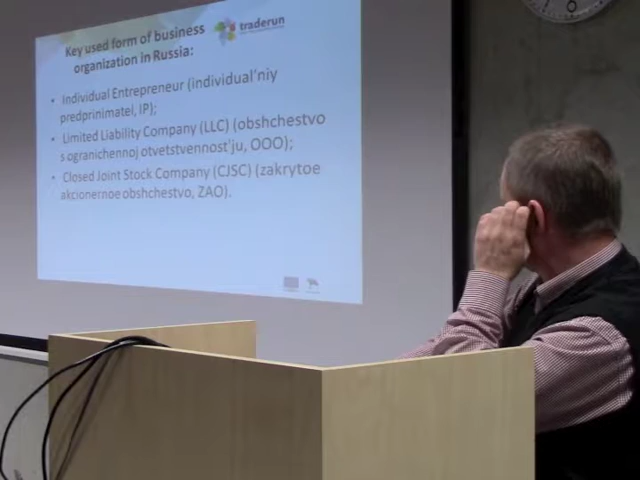 Key used form of business
organization in Russia:
traderun
• Individual Entrepreneur (individual'niy
predprinimatel, IP);
• Limited Liability Company (LLC) (obshchestvo
s ogranichennoj otvetstvennost'ju, OOO);
• Closed Joint Stock Company (CJSC) (zakrytoe
akcionernoe obshchestvo, ZAO).